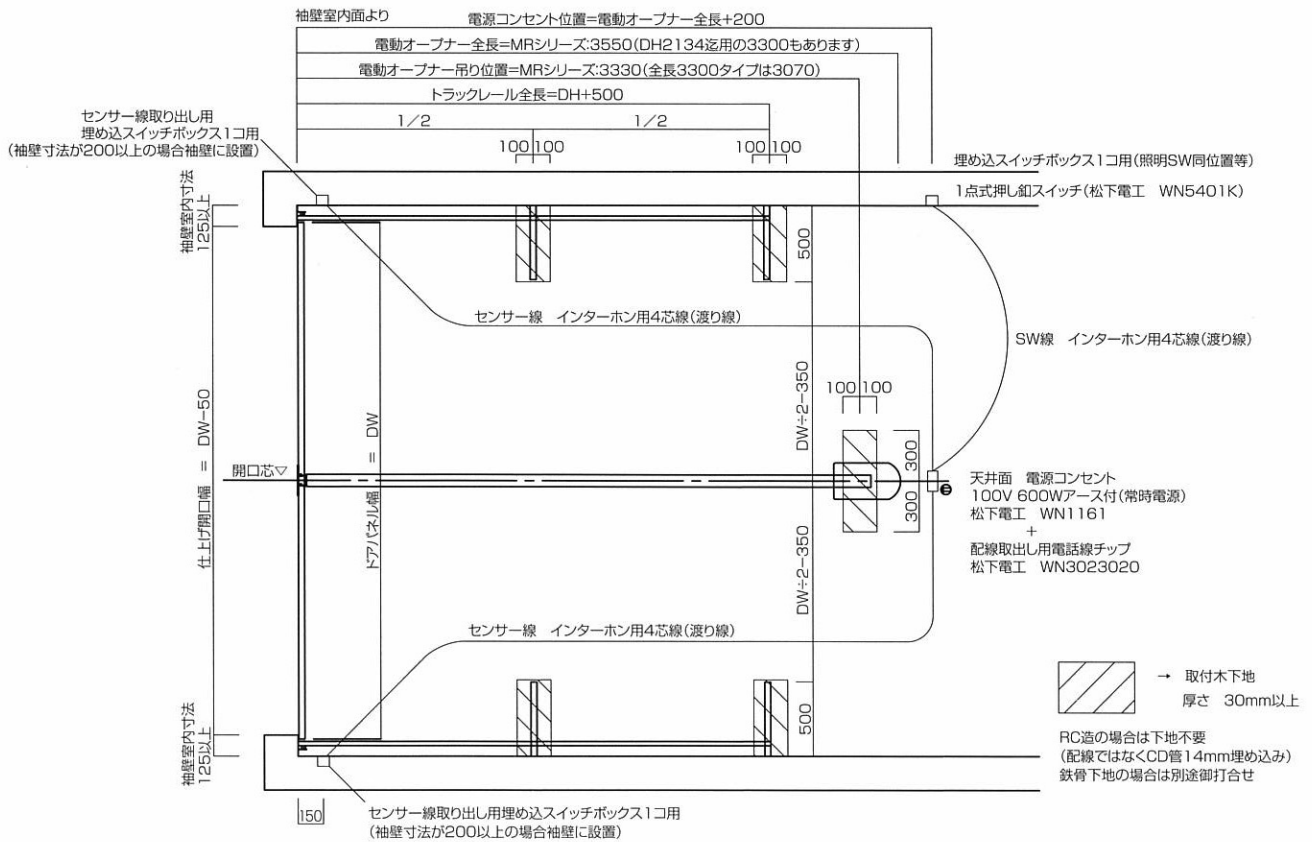 袖壁室内面より
電源コンセント位置=電動オープナー全長+200
電動オープナー全長=MRシリーズ:3550(DH2134迄用の3300もあります)
電動オープナー吊り位置=MRシリーズ:3330(全長3300タイプは3070)
トラックレール全長=DH+500
1/2
1/2
100 100
100 100
センサー線取り出し用
埋め込スイッチボックス1コ用
(袖壁寸法が200以上の場合袖壁に設置)
埋め込スイッチボックス1コ用(照明SW同位置等)
1点式押し釦スイッチ(松下電工 WN5401K)
袖壁室内寸法
125以上
500
センサー線 インターホン用4芯線(渡り線)
SW線 インターホン用4芯線(渡り線)
100 100
DW÷2-350
仕上げ開口幅 = DW-50
ドアパネル幅 = DW
開口芯▽
300
300
天井面 電源コンセント
100V 600Wアース付(常時電源)
松下電工 WN1161
+
配線取出し用電話線チップ
松下電工 WN3023020
DW÷2-350
センサー線 インターホン用4芯線(渡り線)
500
袖壁室内寸法
125以上
→ 取付木下地
厚さ 30mm以上
RC造の場合は下地不要
(配線ではなくCD管14mm埋め込み)
鉄骨下地の場合は別途御打合せ
150
センサー線取り出し用埋め込スイッチボックス1コ用
(袖壁寸法が200以上の場合袖壁に設置)